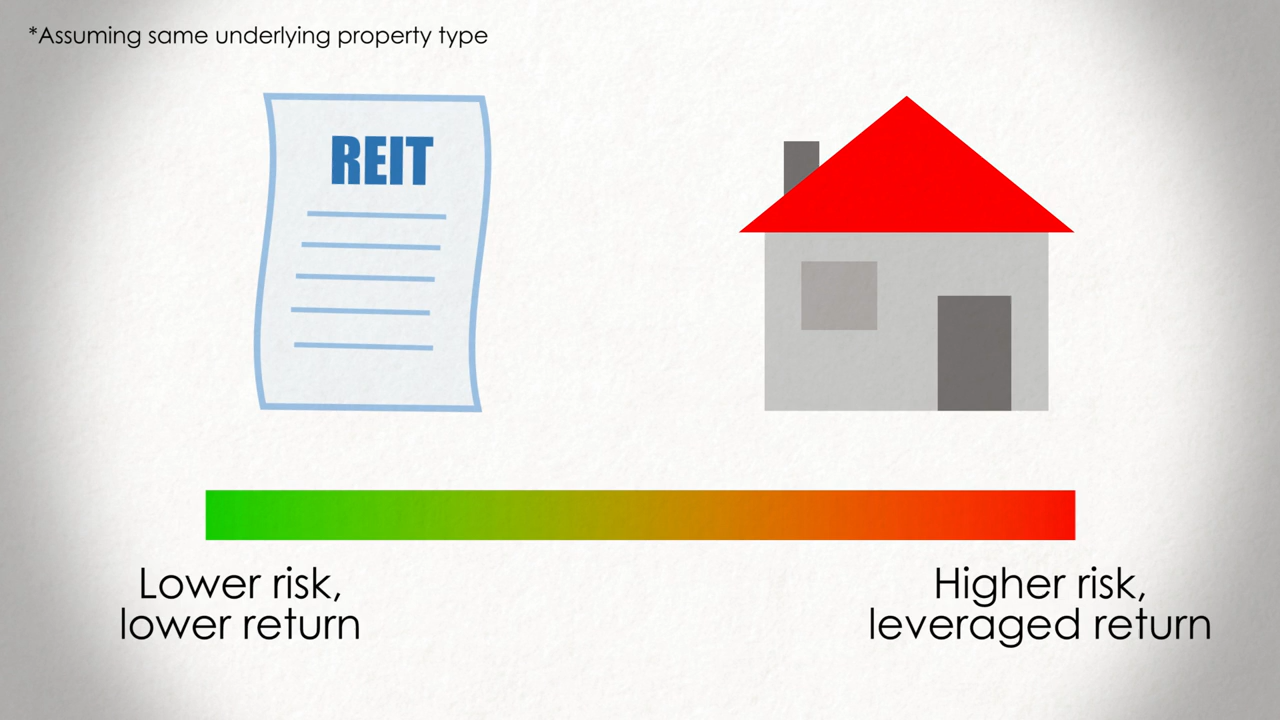 *Assuming same underlying property type
REIT
Lower risk,
lower return
Higher risk,
leveraged return